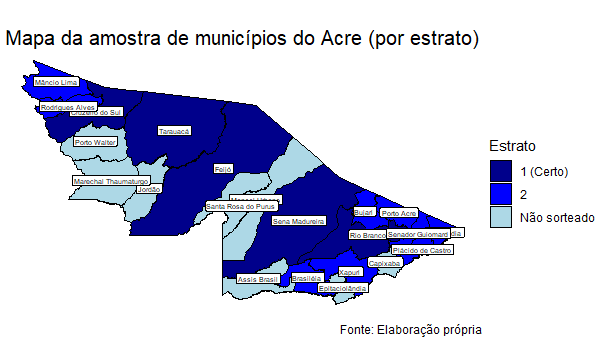 Mapa da amostra de municípios do Acre (por estrato)
Mâncio Lima
Rodrigues Alves
Cruzeiro do Sul
Tarauacá
Porto Walter
Feijó
Marechal Thaumaturgo
Jordão
Santa Rosa do Purus
Sena Madureira
Bujari
Porto Acre
Rio Branco
Senador Guiomard
Plácido de Castro
Capixaba
Xapuri
Assis Brasil
Brasiléia
Epitaciolândia
Estrato
1 (Certo)
2
Não sorteado
Fonte: Elaboração própria